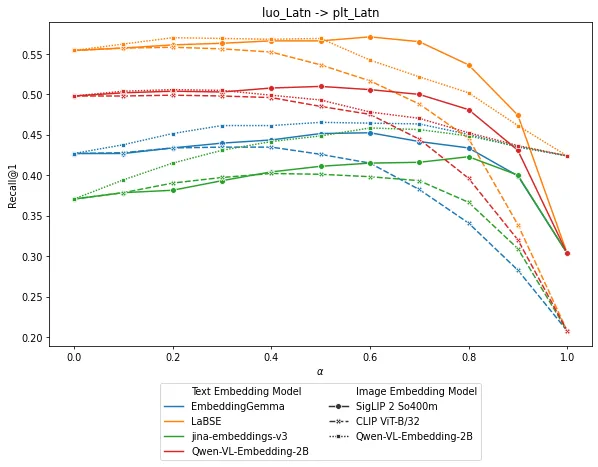 luo_Latn -> plt_Latn
Recall@1
0.55
0.50
0.45
0.40
0.35
0.30
0.25
0.20
0.0 0.2 0.4 0.6 0.8 1.0
α
Text Embedding Model Image Embedding Model
EmbeddingGemma SigLIP 2 So400m
LaBSE CLIP ViT-B/32
jina-embeddings-v3 Qwen-VL-Embedding-2B
Qwen-VL-Embedding-2B